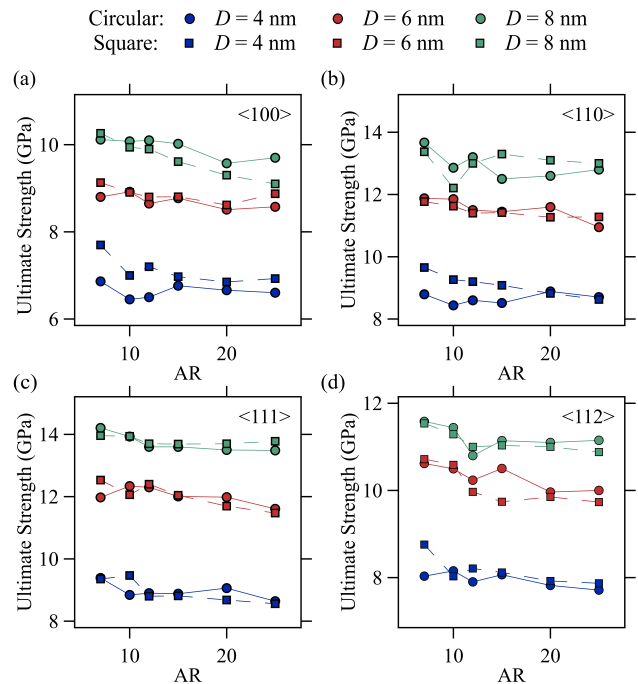 Circular: D = 4 nm D = 6 nm D = 8 nm
Square: D = 4 nm D = 6 nm D = 8 nm
(a) (b)
<100> <110>
Ultimate Strength (GPa)
10
8
6
10 20
AR
Ultimate Strength (GPa)
14
12
10
8
10 20
AR
(c) (d)
<111> <112>
Ultimate Strength (GPa)
14
12
10
8
10 20
AR
Ultimate Strength (GPa)
12
10
8
10 20
AR